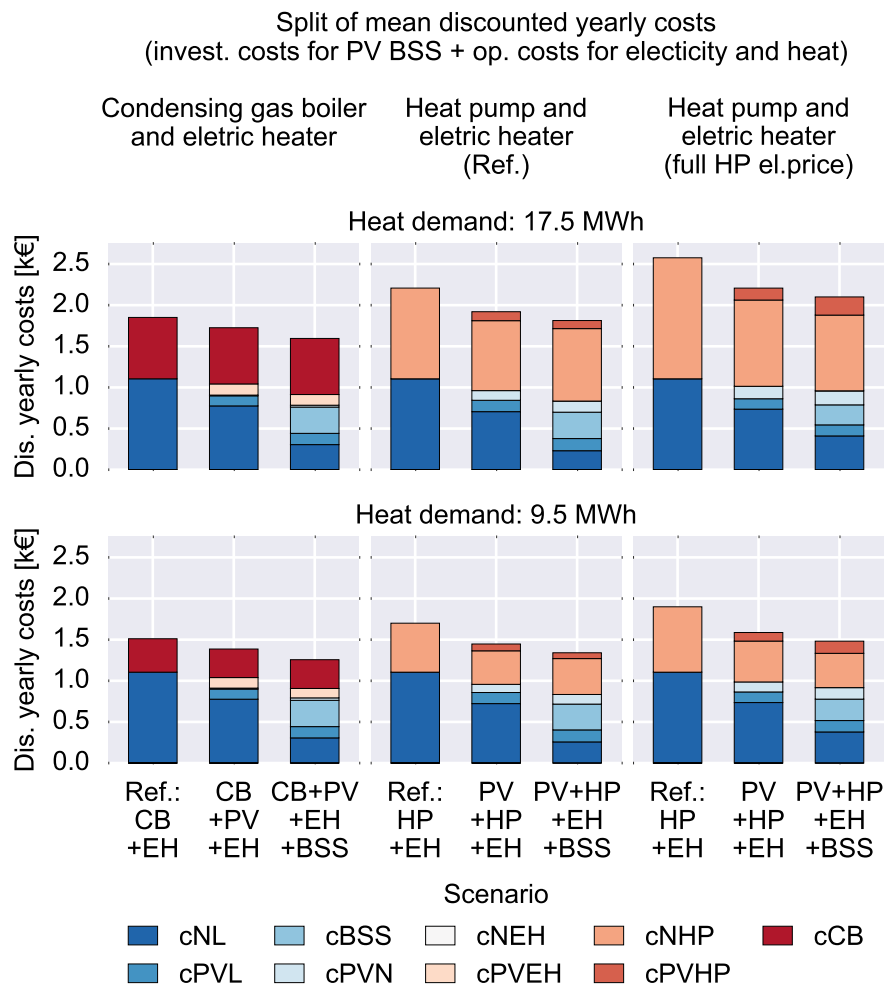 Split of mean discounted yearly costs
(invest. costs for PV BSS + op. costs for electicity and heat)
Condensing gas boiler
and eletric heater
Heat pump and
eletric heater
(Ref.)
Heat pump and
eletric heater
(full HP el.price)
Heat demand: 17.5 MWh
Dis. yearly costs [k€]
2.5
2.0
1.5
1.0
0.5
0.0
Heat demand: 9.5 MWh
Dis. yearly costs [k€]
2.5
2.0
1.5
1.0
0.5
0.0
Ref.:
CB
+EH
CB
+PV
+EH
CB+PV
+EH
+BSS
Ref.:
HP
+EH
PV
+HP
+EH
PV+HP
+EH
+BSS
Ref.:
HP
+EH
PV
+HP
+EH
PV+HP
+EH
+BSS
Scenario
cNL
cBSS
cNEH
cNHP
cCB
cPVL
cPVN
cPVEH
cPVHP